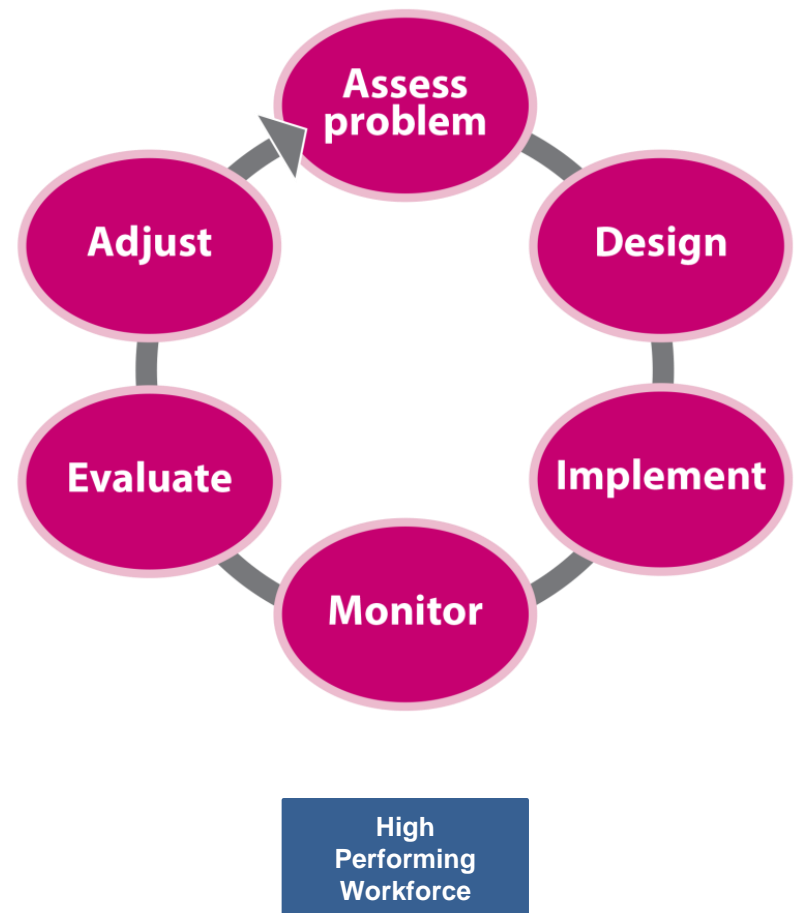 Assess
problem
Design
Implement
Monitor
Evaluate
Adjust
High
Performing
Workforce